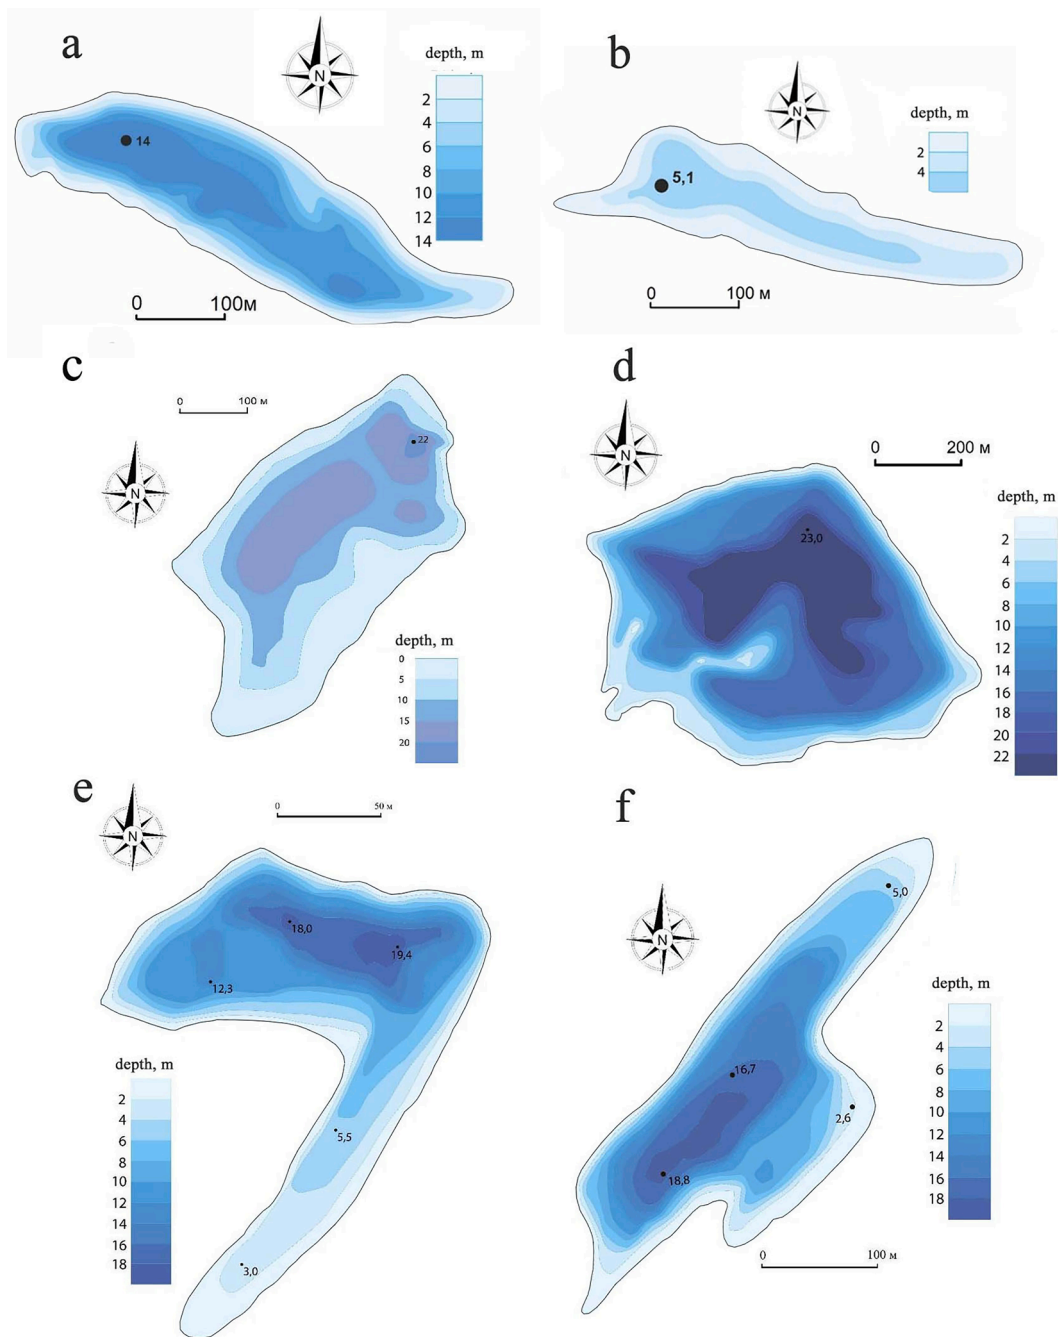 a
N
depth, m
2
4
6
8
10
12
14
14
0 100м
b
N
depth, m
2
4
5,1
0 100 м
c
0 100 м
N
22
depth, m
0
5
10
15
20
d
N
0 200 м
depth, m
2
4
6
8
10
12
14
16
18
20
22
23,0
e
N
0 50 м
18,0
19,4
12,3
5,5
3,0
depth, m
2
4
6
8
10
12
14
16
18
f
N
5,0
16,7
2,6
18,8
depth, m
2
4
6
8
10
12
14
16
18
0 100 м